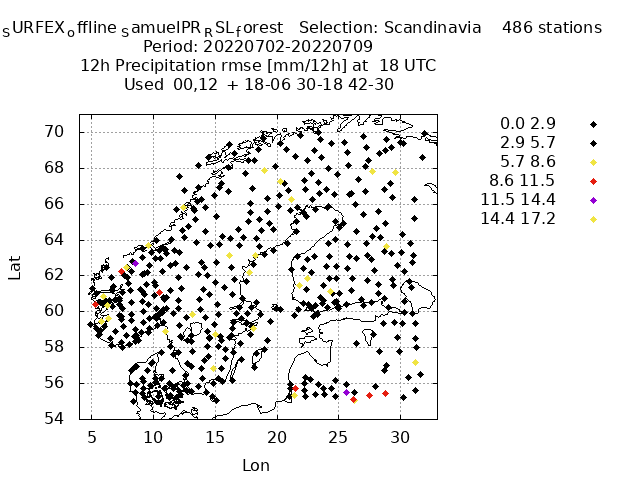 SURFEXoffline SamuelPRRSLforest Selection: Scandinavia 486 stations
Period: 20220702-20220709
12h Precipitation rmse [mm/12h] at 18 UTC
Used 00,12 + 18-06 30-18 42-30
70
68
66
64
62
60
58
56
54
Lat
5 10 15 20 25 30
Lon
0.0 2.9
2.9 5.7
5.7 8.6
8.6 11.5
11.5 14.4
14.4 17.2